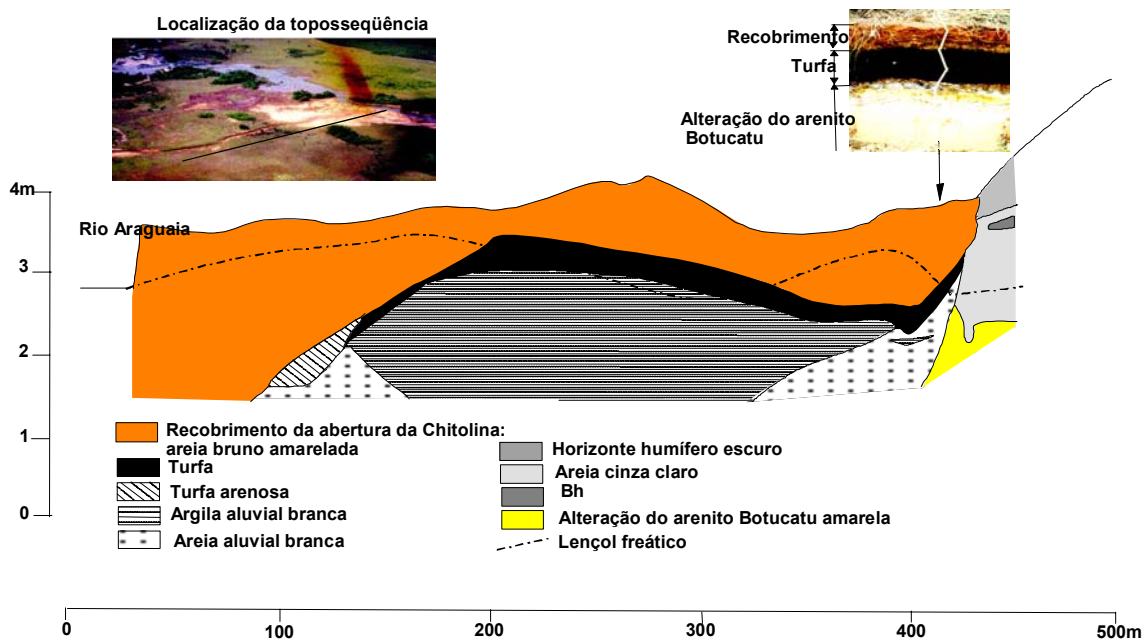 Localização da toposseqüência
Recobrimento
Turfa
Alteração do arenito
Botucatu
4m
Rio Araguaia
3
2
1
0
Recobrimento da abertura da Chitolina:
areia bruno amarelada
Turfa
Turfa arenosa
Argila aluvial branca
Areia aluvial branca
Horizonte humífero escuro
Areia cinza claro
Bh
Alteração do arenito Botucatu amarela
Lençol freático
0 100 200 300 400 500m